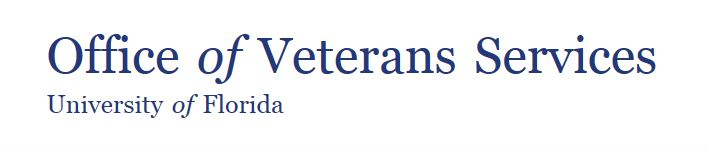 Office of Veterans Services
University of Florida